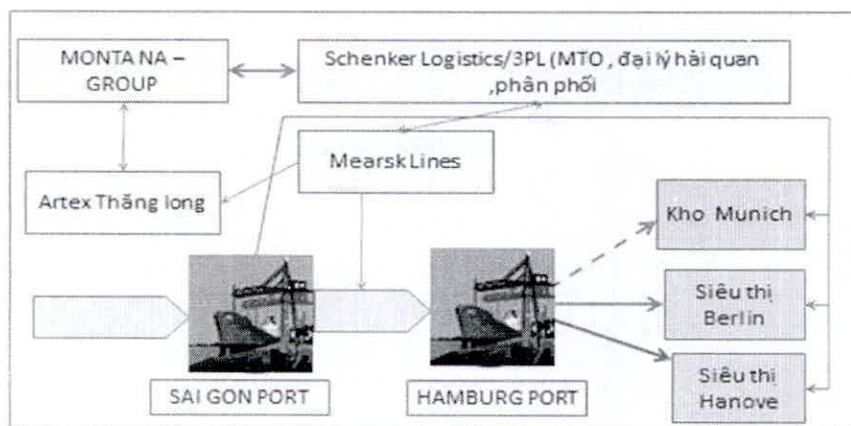 MONTA NA –
GROUP
Schenker Logistics/3PL (MTO , đại lý hải quan
,phân phối
Mearsk Lines
Artex Thăng long
Kho Munich
Siêu thị
Berlin
Siêu thị
Hanove
SAI GON PORT
HAMBURG PORT